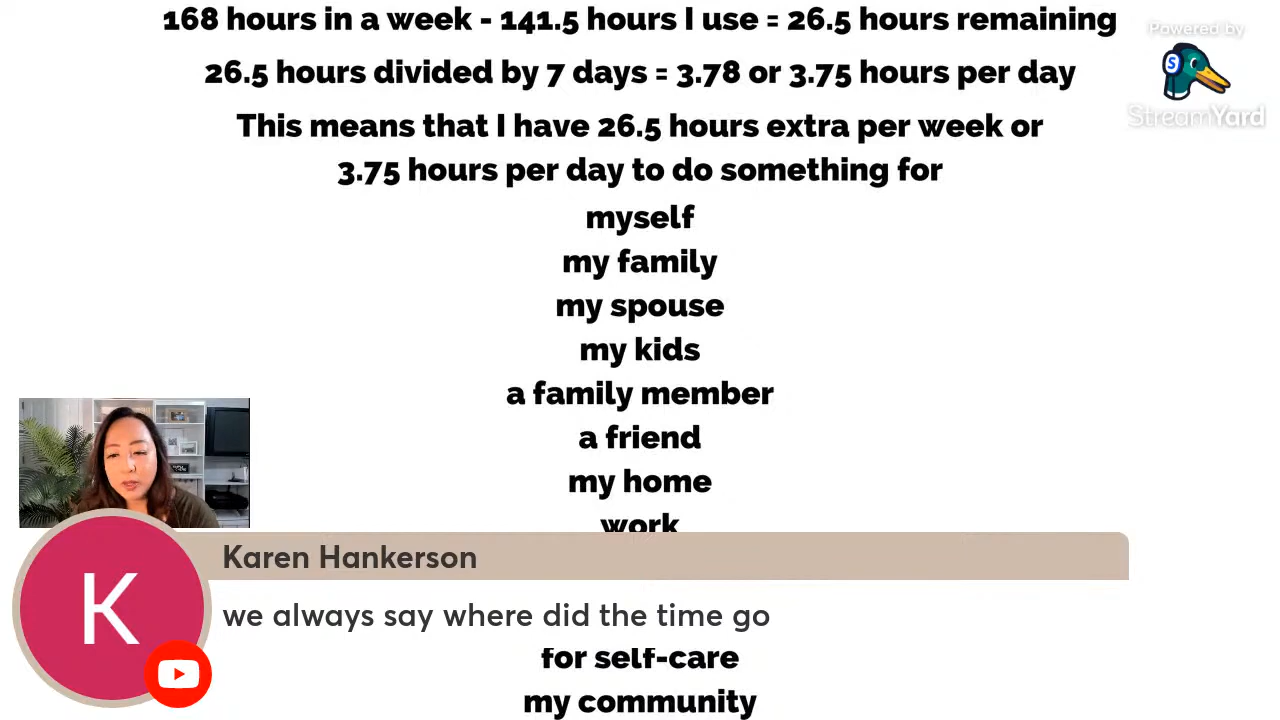 168 hours in a week - 141.5 hours I use = 26.5 hours remaining
Powered by
StreamYard
26.5 hours divided by 7 days = 3.78 or 3.75 hours per day
This means that I have 26.5 hours extra per week or
3.75 hours per day to do something for
myself
my family
my spouse
my kids
a family member
a friend
my home
work
K
Karen Hankerson
we always say where did the time go
for self-care
my community